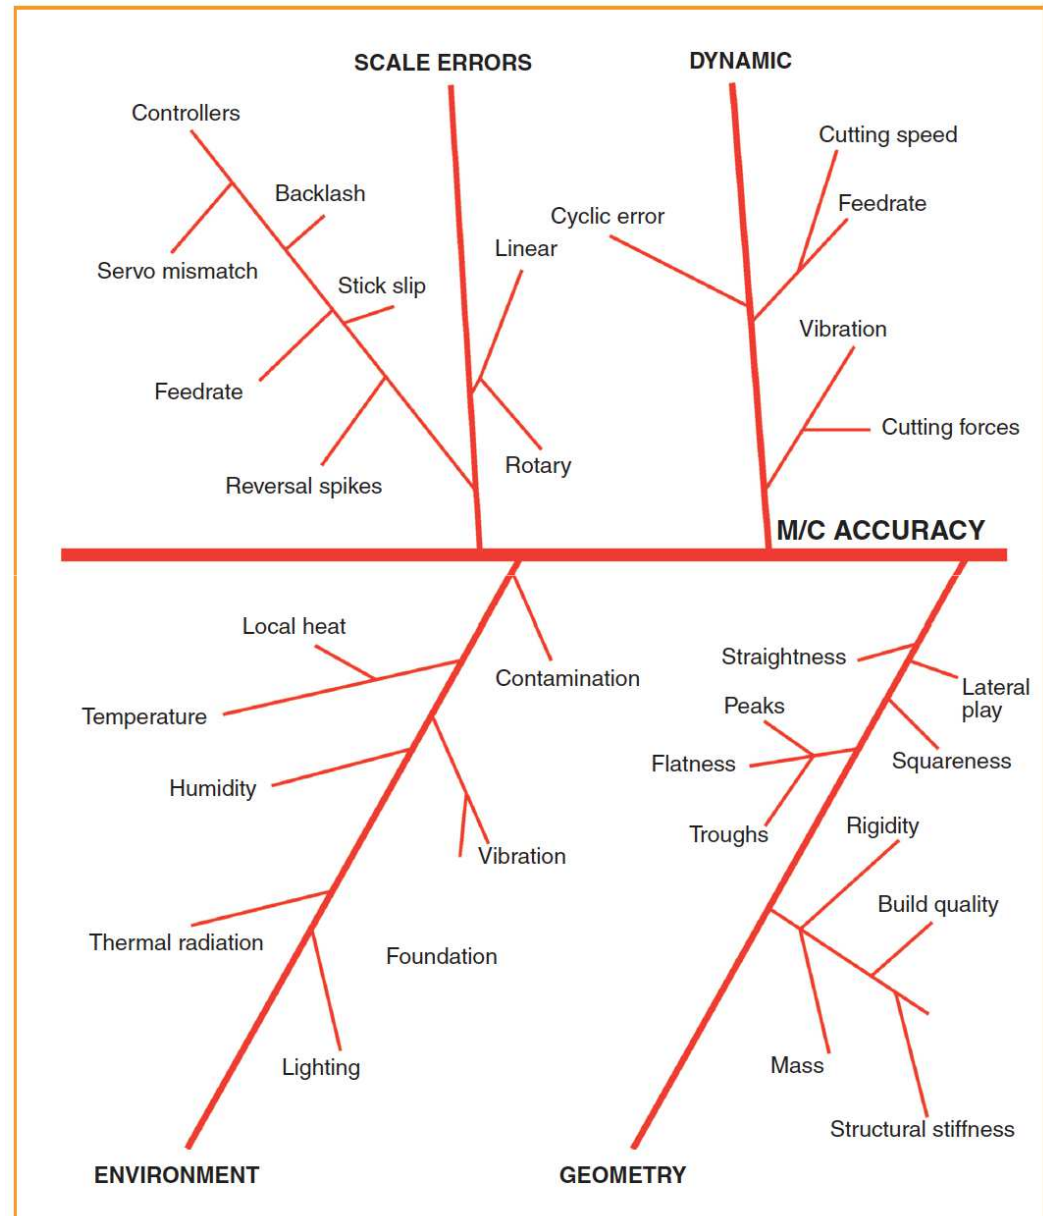 SCALE ERRORS
DYNAMIC
Controllers
Cutting speed
Backlash
Feedrate
Cyclic error
Linear
Servo mismatch
Stick slip
Vibration
Feedrate
Cutting forces
Rotary
Reversal spikes
M/C ACCURACY
Local heat
Straightness
Contamination
Lateral
play
Temperature
Peaks
Flatness
Squareness
Humidity
Troughs
Rigidity
Vibration
Build quality
Thermal radiation
Foundation
Lighting
Mass
Structural stiffness
ENVIRONMENT
GEOMETRY